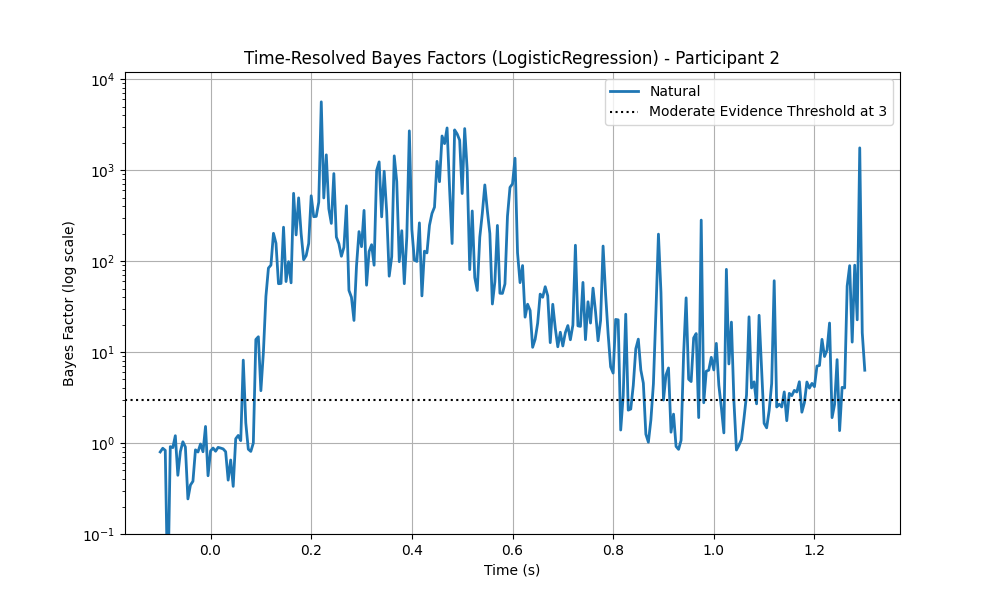 Time-Resolved Bayes Factors (LogisticRegression) - Participant 2
Natural
Moderate Evidence Threshold at 3
Bayes Factor (log scale)
10⁴
10³
10²
10¹
10⁰
10⁻¹
0.0 0.2 0.4 0.6 0.8 1.0 1.2
Time (s)